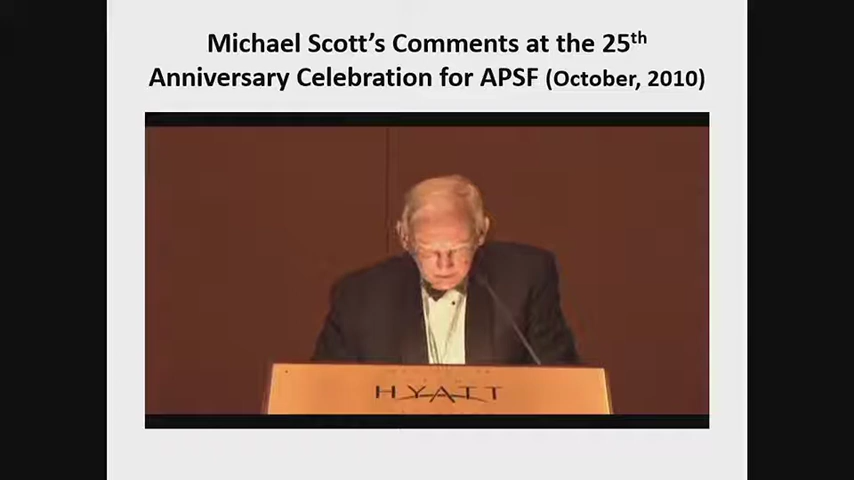 Michael Scott's Comments at the 25th
Anniversary Celebration for APSF (October, 2010)
HYATT